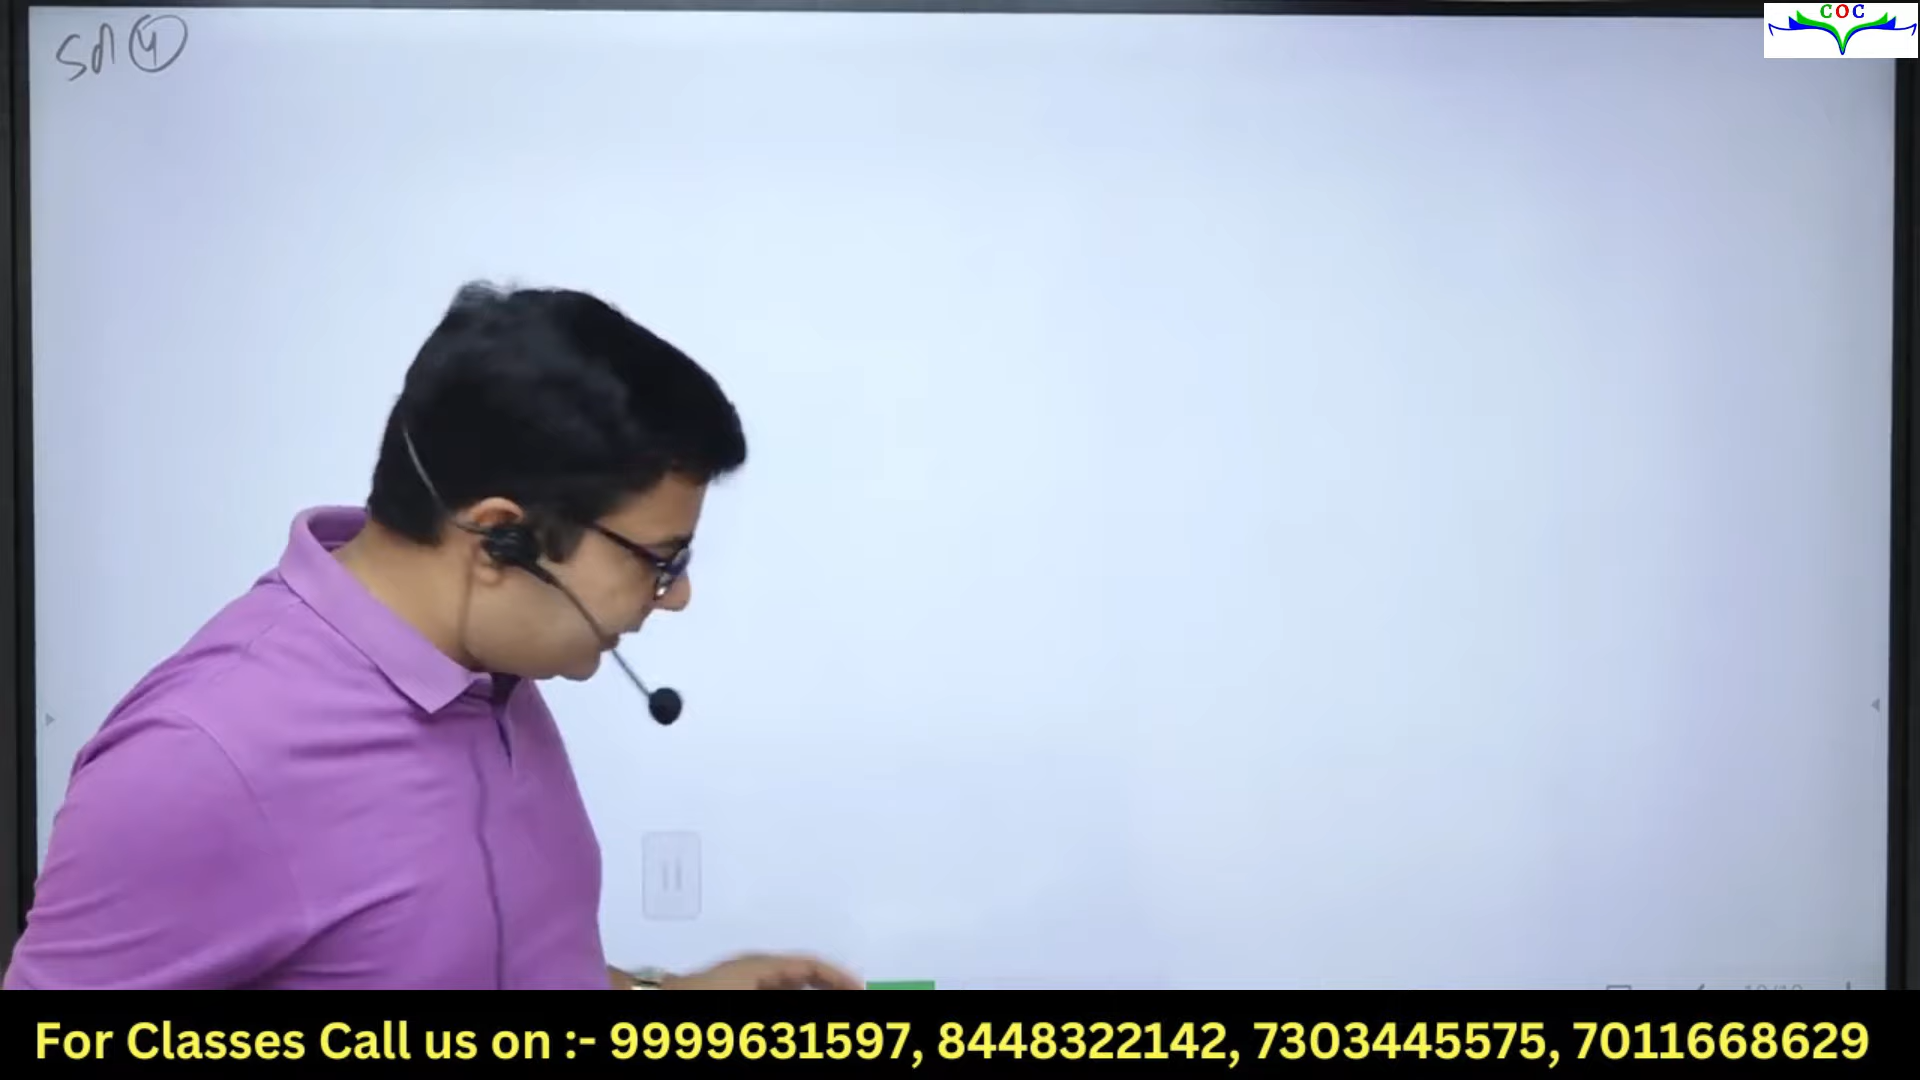 Sol 4
COC
For Classes Call us on :- 9999631597, 8448322142, 7303445575, 7011668629